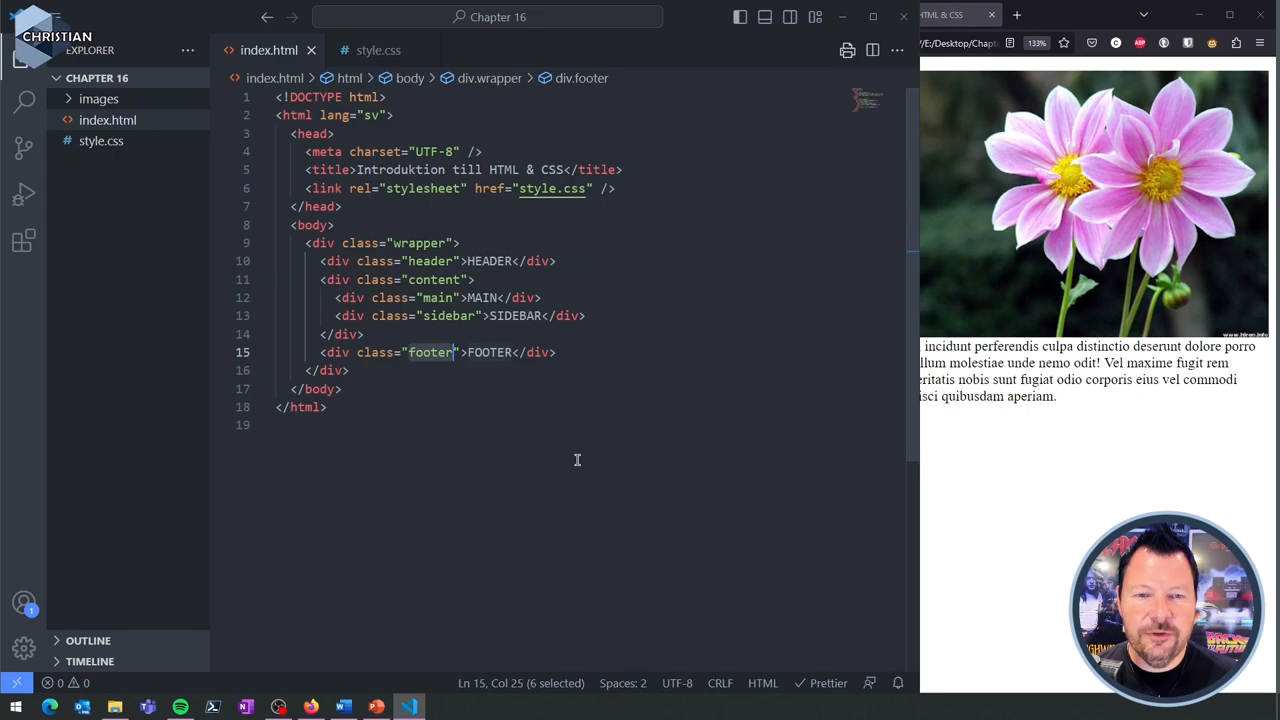 CHRISTIAN
Chapter 16
EXPLORER
CHAPTER 16
images
index.html
style.css
index.html
style.css
index.html
html
body
div.wrapper
div.footer
1 <!DOCTYPE html>
2 <html lang="sv">
3 <head>
4 <meta charset="UTF-8" />
5 <title>Introduktion till HTML & CSS</title>
6 <link rel="stylesheet" href="style.css" />
7 </head>
8 <body>
9 <div class="wrapper">
10 <div class="header">HEADER</div>
11 <div class="content">
12 <div class="main">MAIN</div>
13 <div class="sidebar">SIDEBAR</div>
14 </div>
15 <div class="footer">FOOTER</div>
16 </div>
17 </body>
18 </html>
19
HTML & CSS
/E:/Desktop/Chapte
133%
ABP
incidunt perferendis culpa distinctio deserunt dolore porro
llum molestiae unde nemo odit! Vel maxime fugit rem
eritatis nobis sunt fugiat odio corporis eius vel commodi
isci quibusdam aperiam.
OUTLINE
TIMELINE
1
0
0
Ln 15, Col 25 (6 selected)
Spaces: 2
UTF-8
CRLF
HTML
Prettier